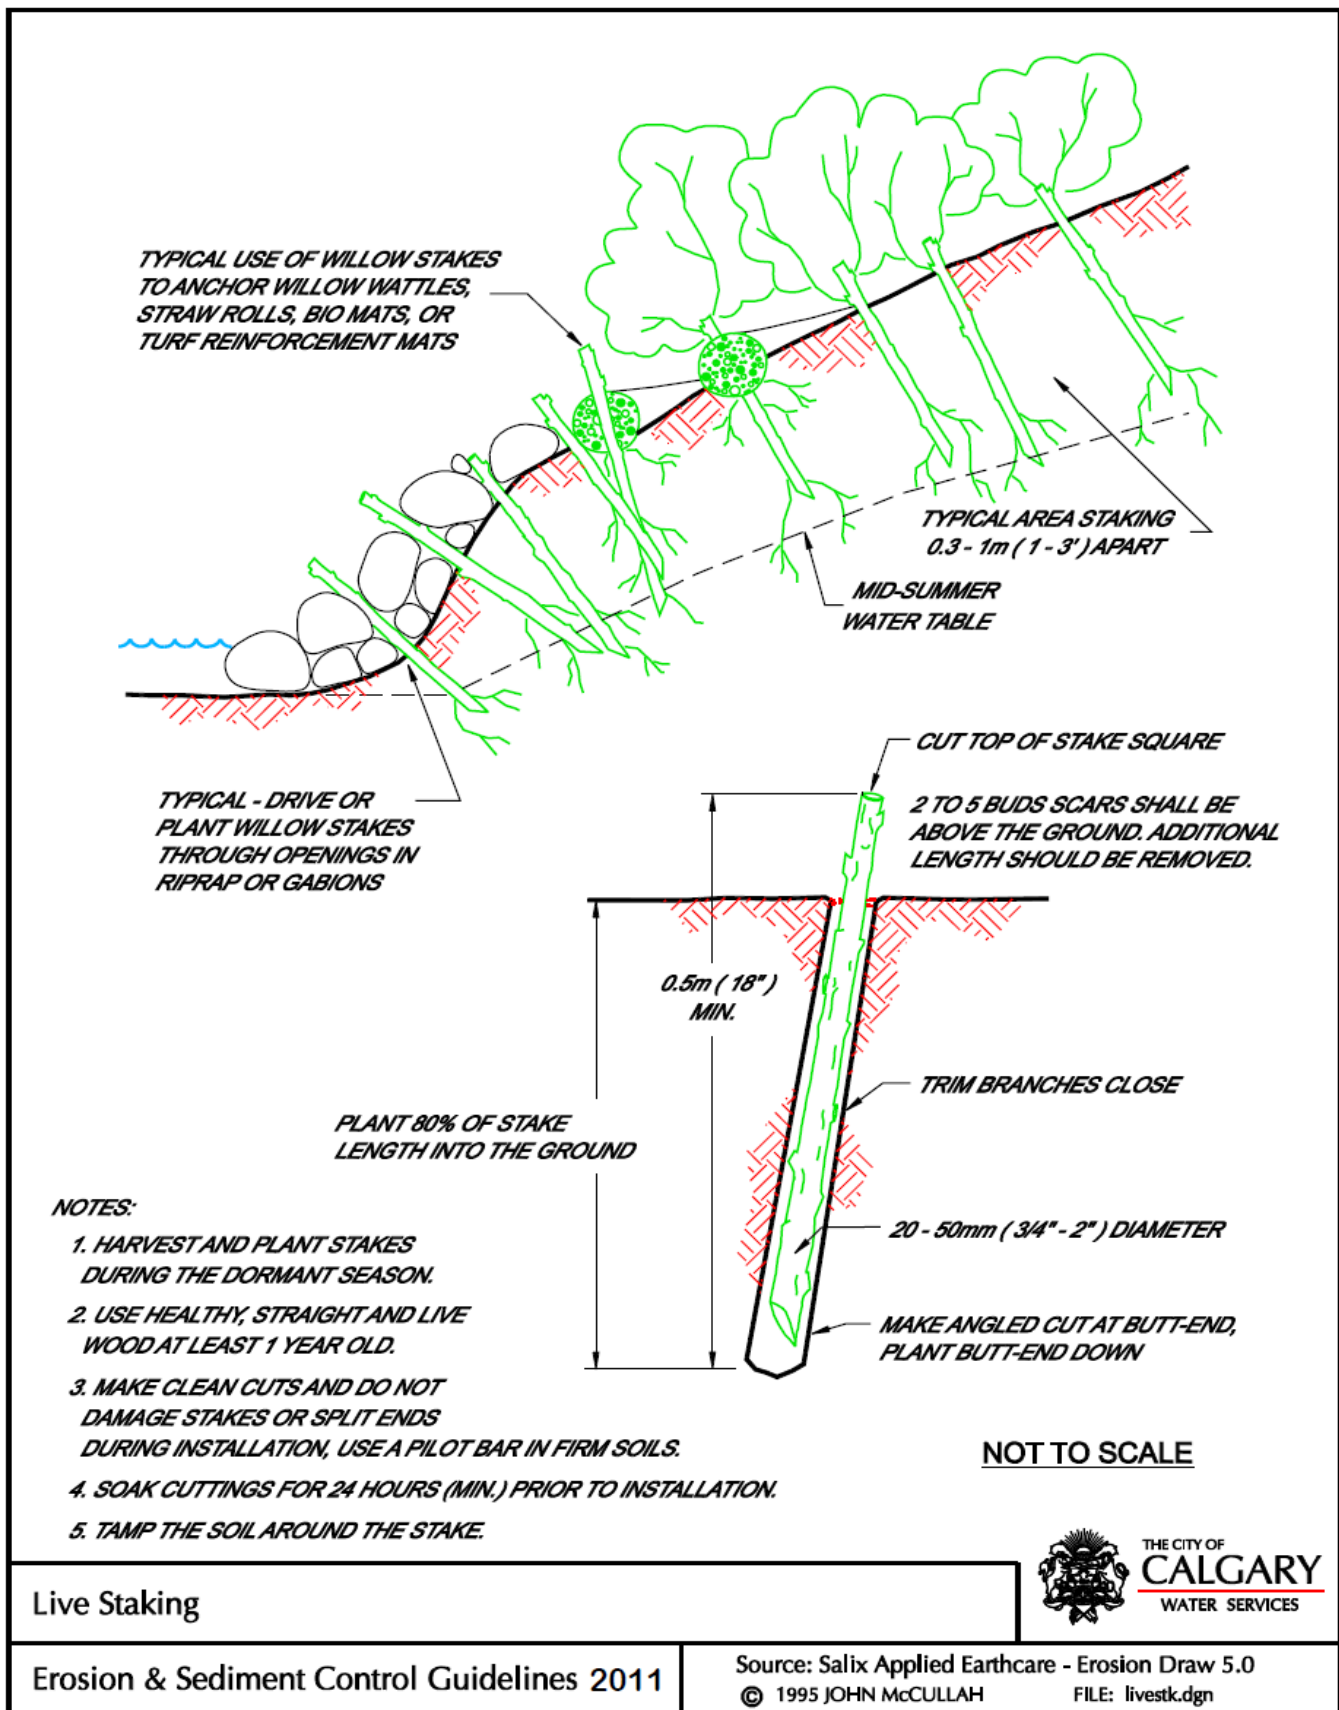 TYPICAL USE OF WILLOW STAKES
TO ANCHOR WILLOW WATTLES,
STRAW ROLLS, BIO MATS, OR
TURF REINFORCEMENT MATS
TYPICAL AREA STAKING
0.3 - 1m ( 1 - 3' ) APART
MID-SUMMER
WATER TABLE
TYPICAL - DRIVE OR
PLANT WILLOW STAKES
THROUGH OPENINGS IN
RIPRAP OR GABIONS
CUT TOP OF STAKE SQUARE
2 TO 5 BUDS SCARS SHALL BE
ABOVE THE GROUND. ADDITIONAL
LENGTH SHOULD BE REMOVED.
0.5m ( 18" )
MIN.
TRIM BRANCHES CLOSE
PLANT 80% OF STAKE
LENGTH INTO THE GROUND
20 - 50mm ( 3/4" - 2" ) DIAMETER
MAKE ANGLED CUT AT BUTT-END,
PLANT BUTT-END DOWN
NOTES:
1. HARVEST AND PLANT STAKES
DURING THE DORMANT SEASON.
2. USE HEALTHY, STRAIGHT AND LIVE
WOOD AT LEAST 1 YEAR OLD.
3. MAKE CLEAN CUTS AND DO NOT
DAMAGE STAKES OR SPLIT ENDS
DURING INSTALLATION, USE A PILOT BAR IN FIRM SOILS.
4. SOAK CUTTINGS FOR 24 HOURS (MIN.) PRIOR TO INSTALLATION.
5. TAMP THE SOIL AROUND THE STAKE.
NOT TO SCALE
THE CITY OF
CALGARY
WATER SERVICES
Live Staking
Erosion & Sediment Control Guidelines 2011
Source: Salix Applied Earthcare - Erosion Draw 5.0
© 1995 JOHN McCULLAH FILE: livestk.dgn